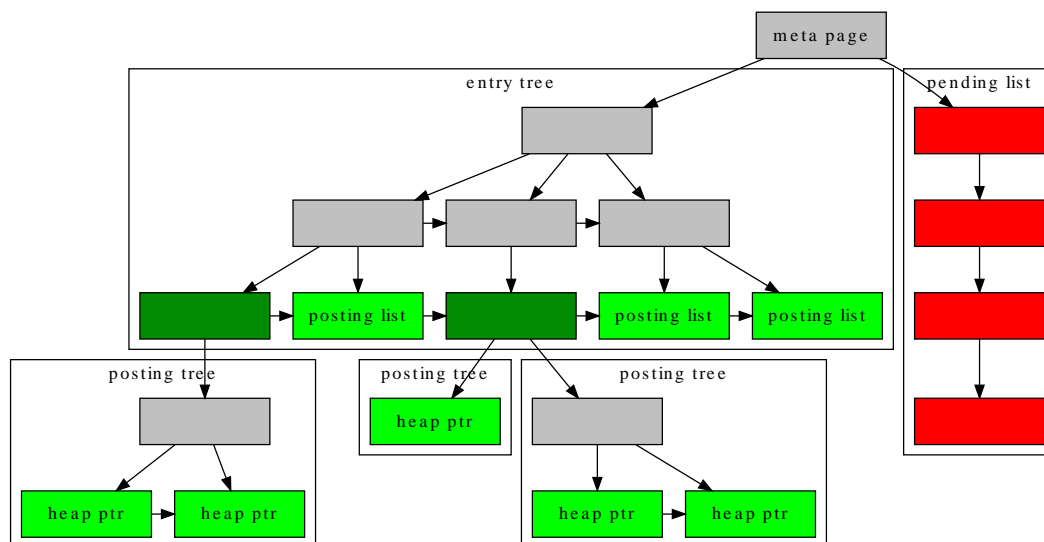 meta page
entry tree
pending list
posting list
posting list
posting list
posting tree
posting tree
posting tree
heap ptr
heap ptr
heap ptr
heap ptr
heap ptr